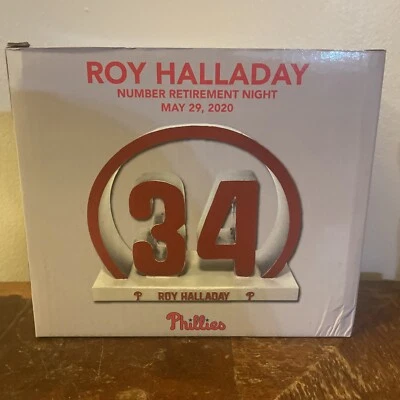 ROY HALLADAY
NUMBER RETIREMENT NIGHT
MAY 29, 2020
34
P ROY HALLADAY P
Phillies